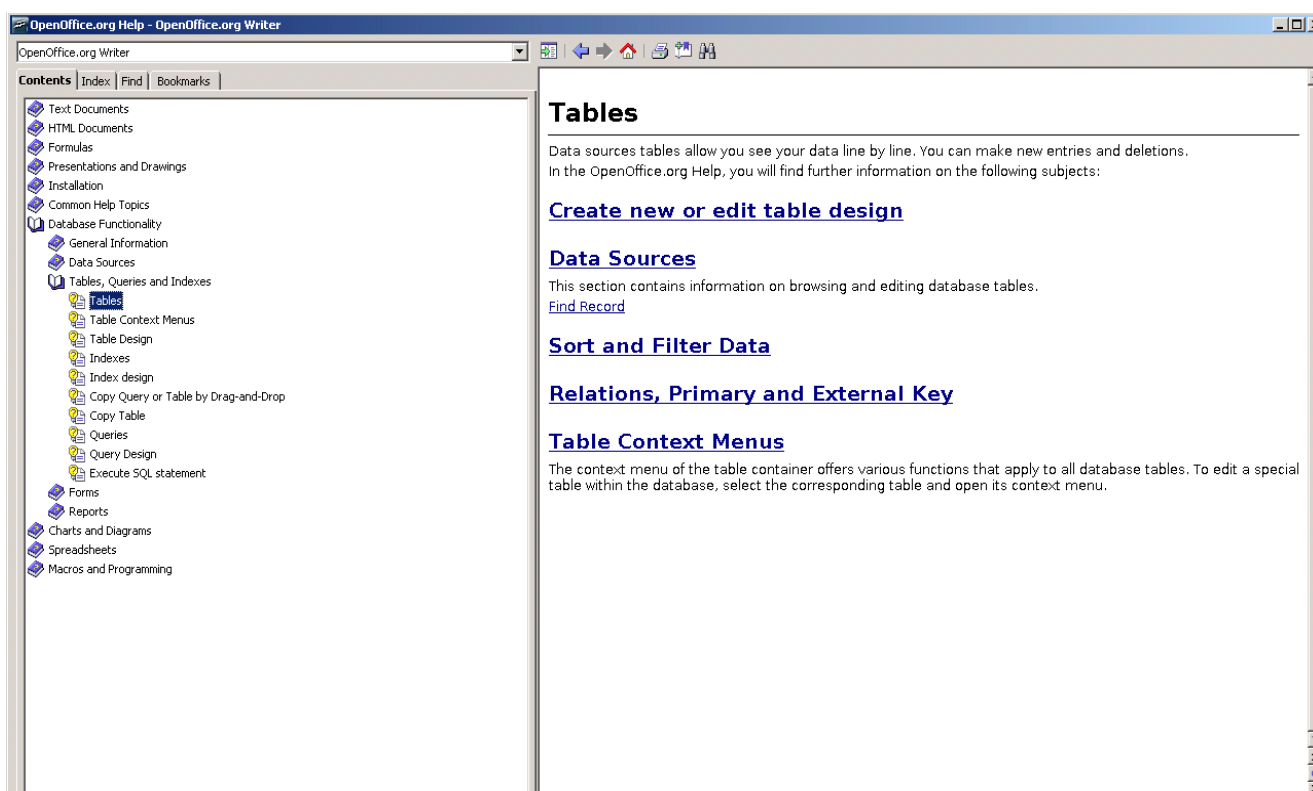 OpenOffice.org Help - OpenOffice.org Writer
OpenOffice.org Writer
Contents Index Find Bookmarks
Text Documents
HTML Documents
Formulas
Presentations and Drawings
Installation
Common Help Topics
Database Functionality
General Information
Data Sources
Tables, Queries and Indexes
Tables
Table Context Menus
Table Design
Indexes
Index design
Copy Query or Table by Drag-and-Drop
Copy Table
Queries
Query Design
Execute SQL statement
Forms
Reports
Charts and Diagrams
Spreadsheets
Macros and Programming
Tables
Data sources tables allow you see your data line by line. You can make new entries and deletions.
In the OpenOffice.org Help, you will find further information on the following subjects:
Create new or edit table design
Data Sources
This section contains information on browsing and editing database tables.
Find Record
Sort and Filter Data
Relations, Primary and External Key
Table Context Menus
The context menu of the table container offers various functions that apply to all database tables. To edit a special
table within the database, select the corresponding table and open its context menu.